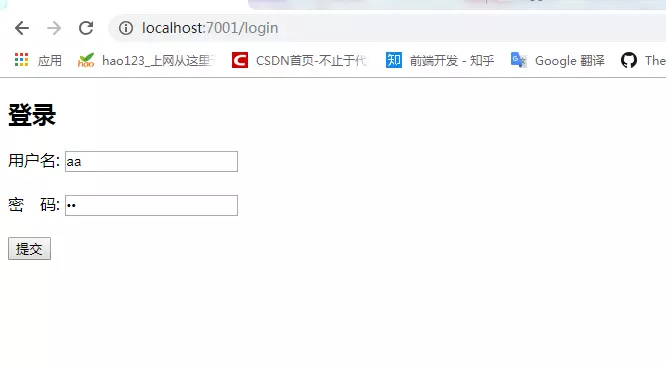 localhost:7001/login
应用 hao123_上网从这里 CSDN首页-不止于代 前端开发 - 知乎 Google 翻译 The
登录
用户名: aa
密 码: ••
提交